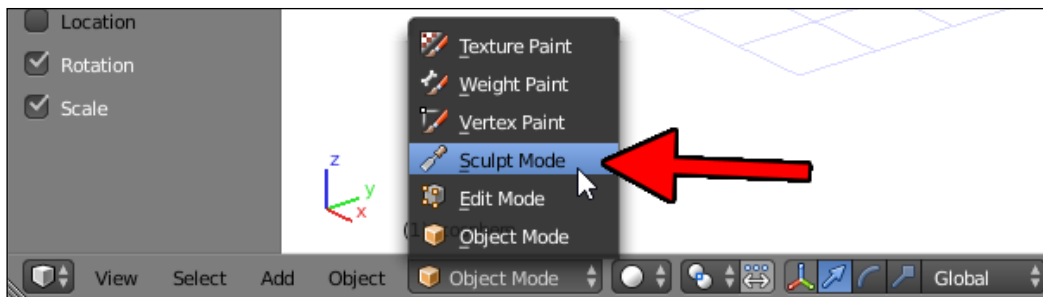 Location
Rotation
Scale
Texture Paint
Weight Paint
Vertex Paint
Sculpt Mode
Edit Mode
Object Mode
z
y
x
(1)
View Select Add Object Object Mode Global